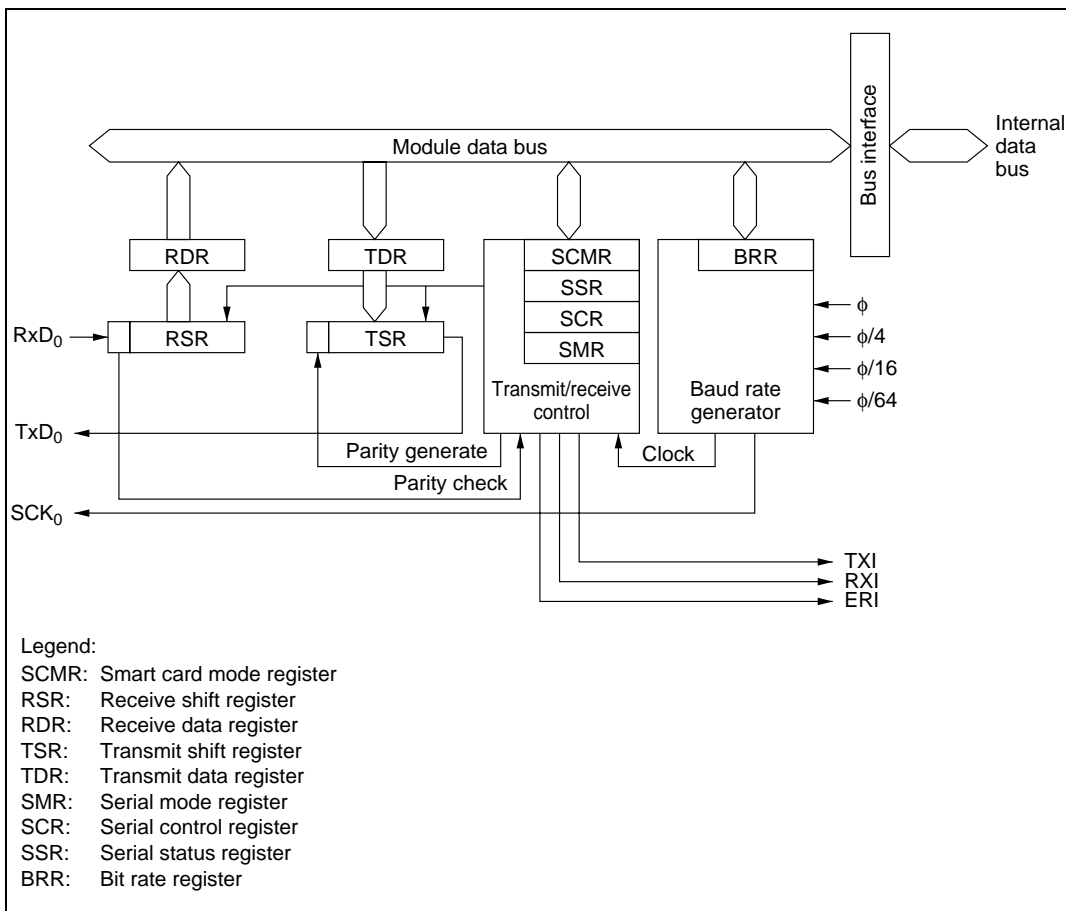 Internal
data
bus
Bus interface
Module data bus
RDR
TDR
SCMR
BRR
SSR
SCR
SMR
RxD0
RSR
TSR
φ
φ/4
φ/16
φ/64
Transmit/receive
control
Baud rate
generator
TxD0
Parity generate
Clock
Parity check
SCK0
TXI
RXI
ERI
Legend:
SCMR: Smart card mode register
RSR: Receive shift register
RDR: Receive data register
TSR: Transmit shift register
TDR: Transmit data register
SMR: Serial mode register
SCR: Serial control register
SSR: Serial status register
BRR: Bit rate register